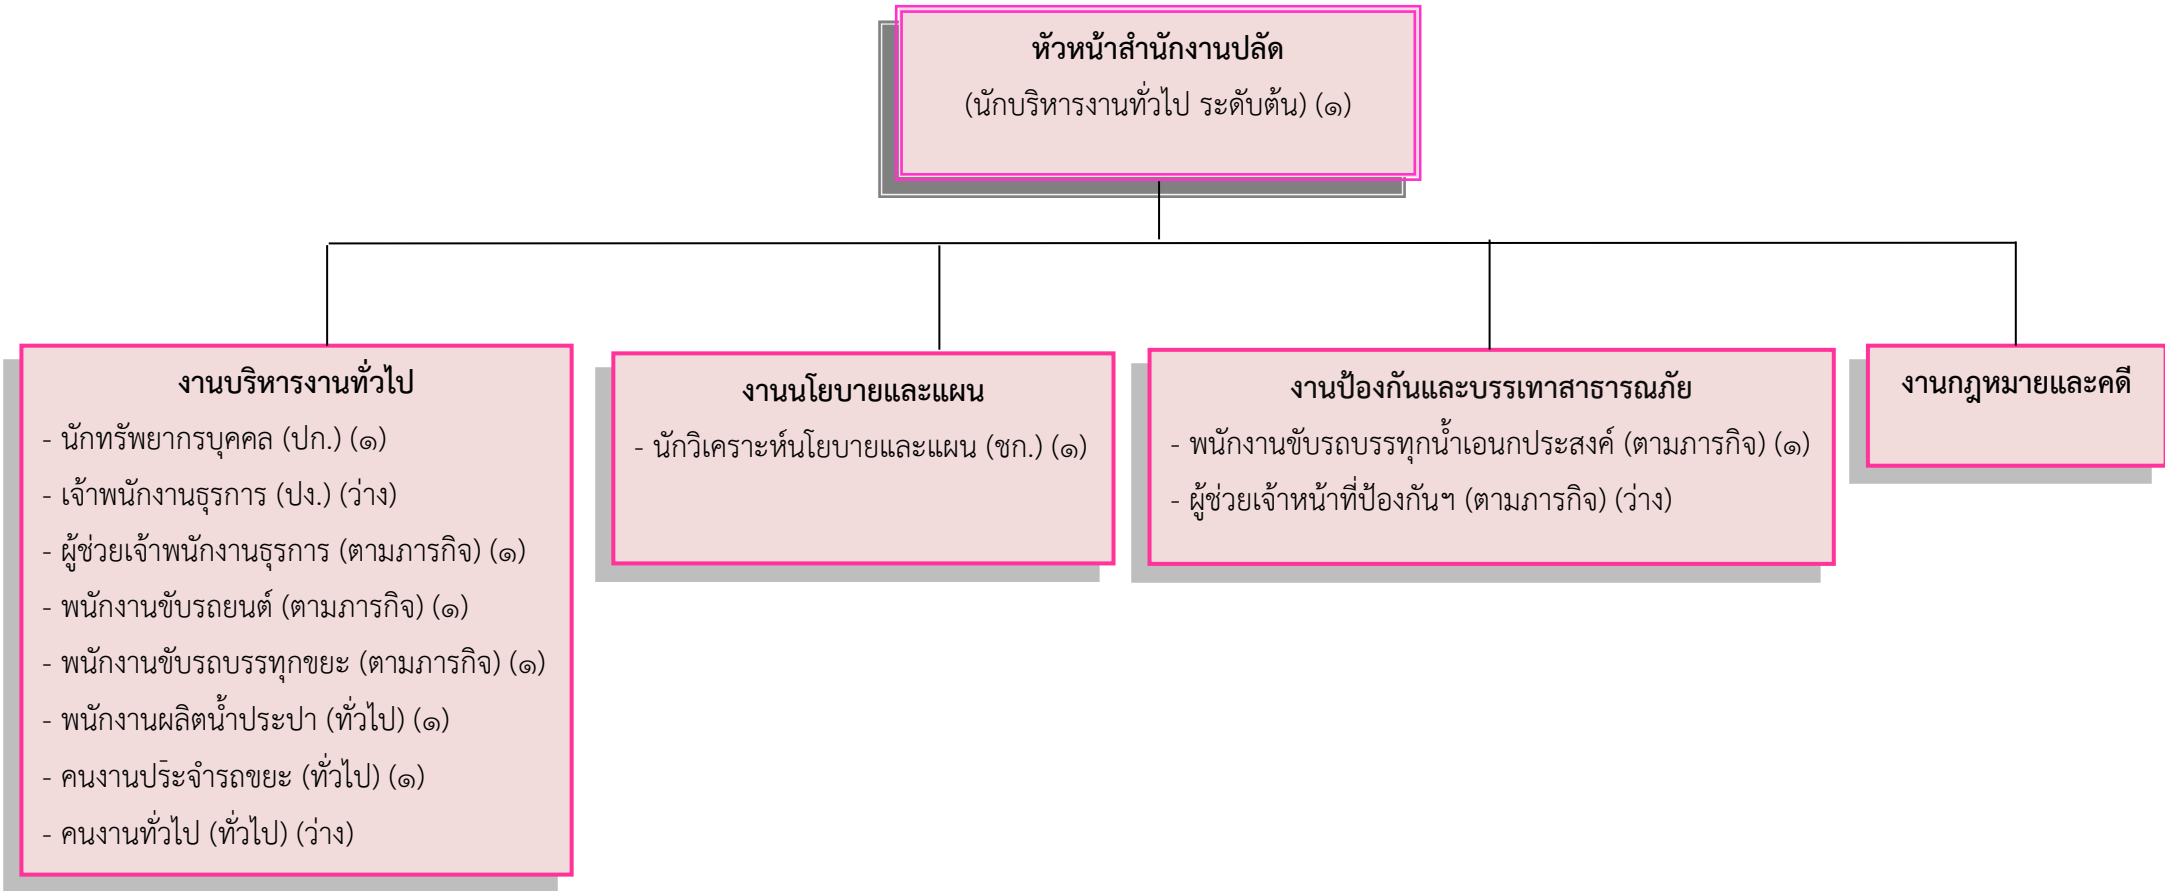 หัวหน้าสำนักงานปลัด
(นักบริหารงานทั่วไป ระดับต้น) (๑)
งานบริหารงานทั่วไป
- นักทรัพยากรบุคคล (ปก.) (๑)
- เจ้าพนักงานธุรการ (ปง.) (ว่าง)
- ผู้ช่วยเจ้าพนักงานธุรการ (ตามภารกิจ) (๑)
- พนักงานขับรถยนต์ (ตามภารกิจ) (๑)
- พนักงานขับรถบรรทุกขยะ (ตามภารกิจ) (๑)
- พนักงานผลิตน้ำประปา (ทั่วไป) (๑)
- คนงานประจำรถขยะ (ทั่วไป) (๑)
- คนงานทั่วไป (ทั่วไป) (ว่าง)
งานนโยบายและแผน
- นักวิเคราะห์นโยบายและแผน (ชก.) (๑)
งานป้องกันและบรรเทาสาธารณภัย
- พนักงานขับรถบรรทุกน้ำเอนกประสงค์ (ตามภารกิจ) (๑)
- ผู้ช่วยเจ้าหน้าที่ป้องกันฯ (ตามภารกิจ) (ว่าง)
งานกฎหมายและคดี